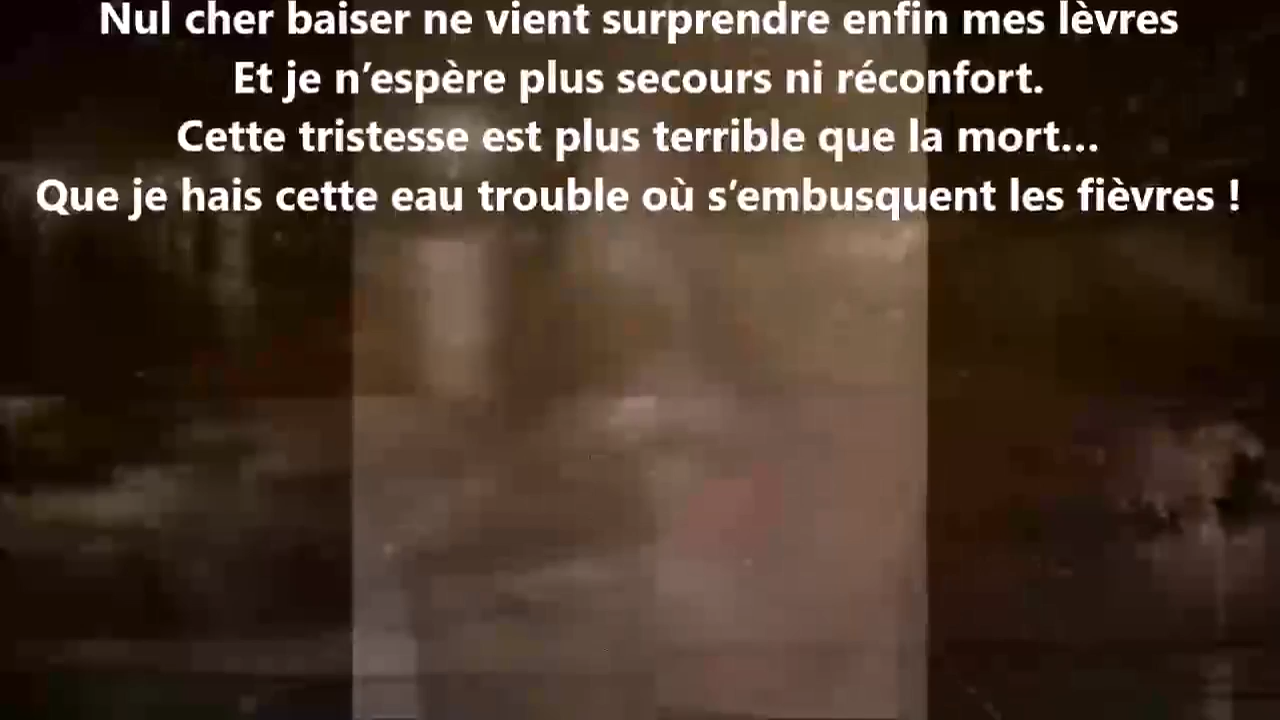 Nul cher baiser ne vient surprendre enfin mes lèvres
Et je n’espère plus secours ni réconfort.
Cette tristesse est plus terrible que la mort…
Que je hais cette eau trouble où s’embusquent les fièvres !